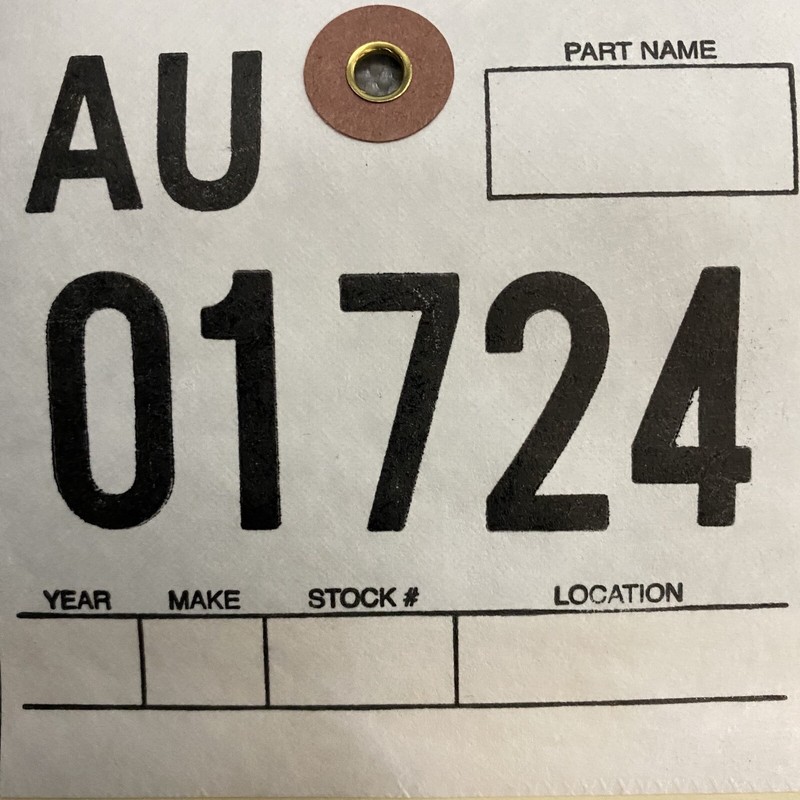 AU
PART NAME
01724
YEAR MAKE STOCK # LOCATION